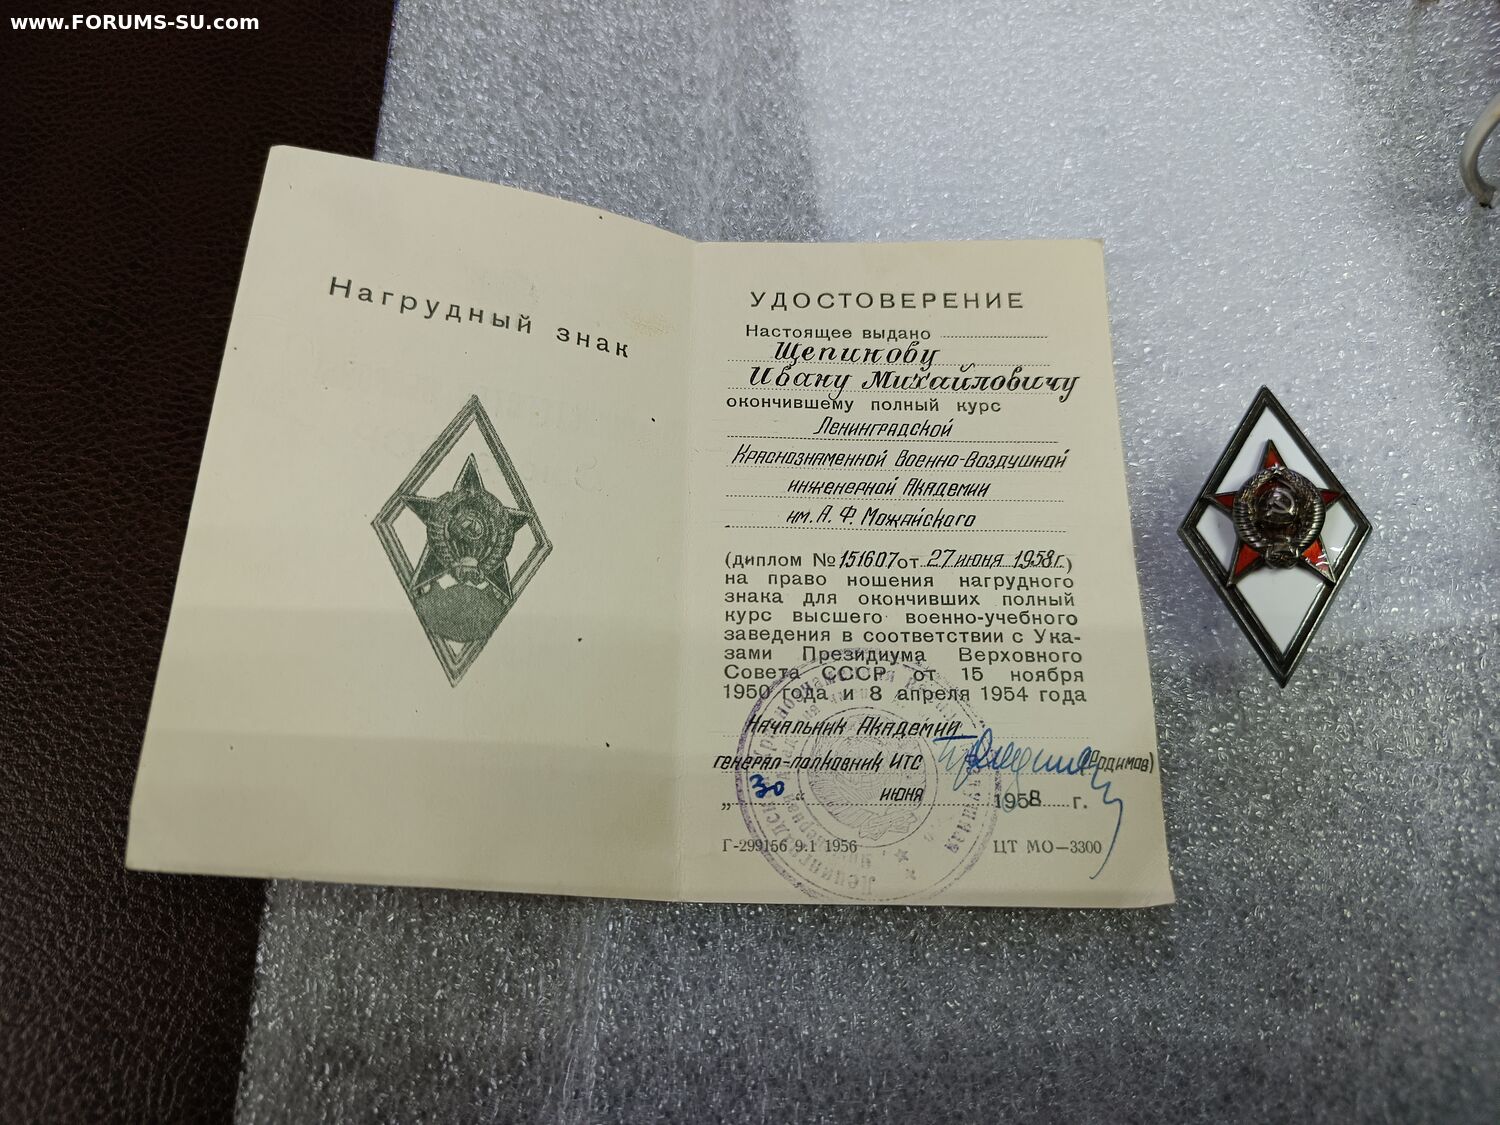 www.FORUMS-SU.com
Нагрудный знак
УДОСТОВЕРЕНИЕ
Настоящее выдано
Щепинову
Ивану Михайловичу
окончившему полный курс
Ленинградской
Краснознаменной Военно-Воздушной
инженерной Академии
им. А. Ф. Можайского
(диплом № 151607 от 27 июня 1958 г.)
на право ношения нагрудного
знака для окончивших полный
курс высшего военно-учебного
заведения в соответствии с Ука-
зами Президиума Верховного
Совета СССР от 15 ноября
1950 года и 8 апреля 1954 года
Начальник Академии
генерал-полковник ИТС (Родимов)
„30“ июня 1958 г.
Г-299156 9.1 1956 ЦТ МО—3300